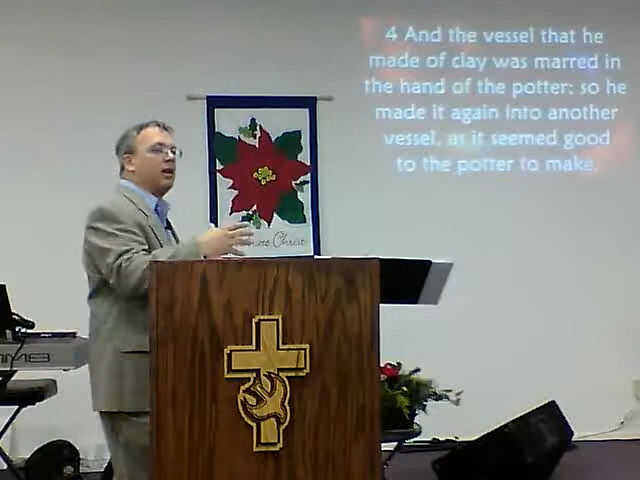 4 And the vessel that he
made of clay was marred in
the hand of the potter: so he
made it again into another
vessel, as it seemed good
to the potter to make.
Christ